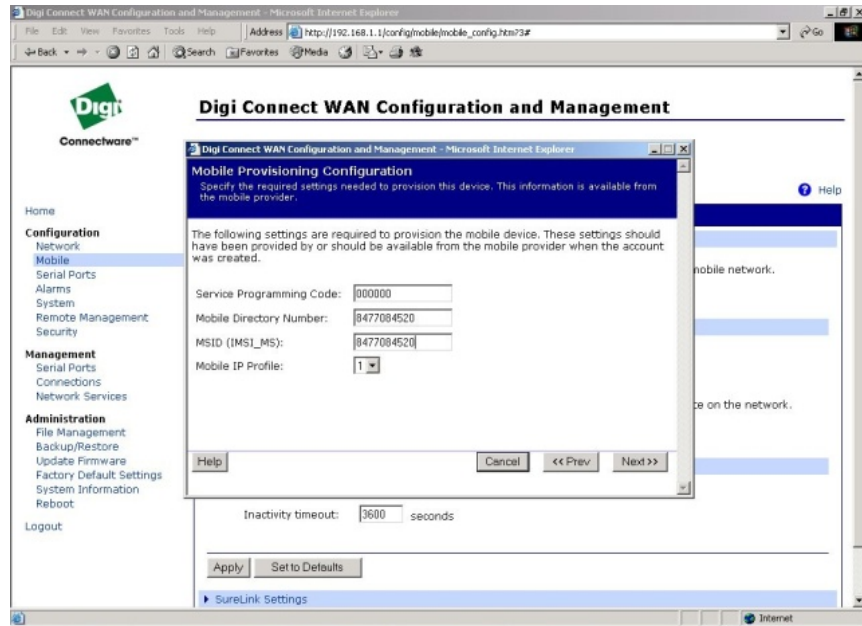 Digi Connect WAN Configuration and Management - Microsoft Internet Explorer
File Edit View Favorites Tools Help
Address http://192.168.1.1/config/mobile/mobile_config.htm?3#
Go
Back
Search Favorites Media
Digi
Connectware™
Digi Connect WAN Configuration and Management
Help
Home
Configuration
Network
Mobile
Serial Ports
Alarms
System
Remote Management
Security
Management
Serial Ports
Connections
Network Services
Administration
File Management
Backup/Restore
Update Firmware
Factory Default Settings
System Information
Reboot
Logout
Digi Connect WAN Configuration and Management - Microsoft Internet Explorer
Mobile Provisioning Configuration
Specify the required settings needed to provision this device. This information is available from
the mobile provider.
The following settings are required to provision the mobile device. These settings should
have been provided by or should be available from the mobile provider when the account
was created.
Service Programming Code: 000000
Mobile Directory Number: 8477084520
MSID (IMSI_MS): 8477084520
Mobile IP Profile: 1
Help
Cancel
<< Prev
Next >>
mobile network.
on the network.
Inactivity timeout: 3600 seconds
Apply
Set to Defaults
SureLink Settings
Internet